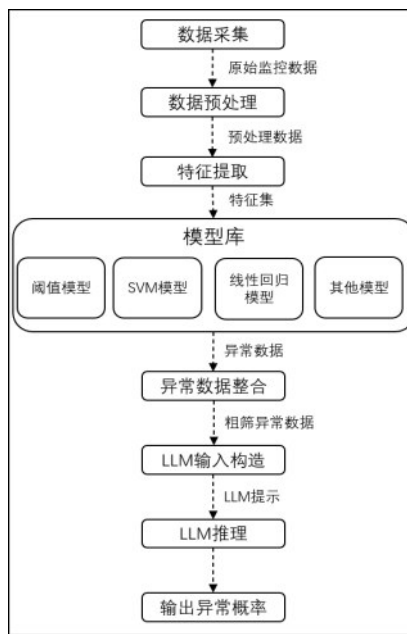 数据采集
原始监控数据
数据预处理
预处理数据
特征提取
特征集
模型库
阈值模型
SVM模型
线性回归
模型
其他模型
异常数据
异常数据整合
粗筛异常数据
LLM输入构造
LLM提示
LLM推理
输出异常概率